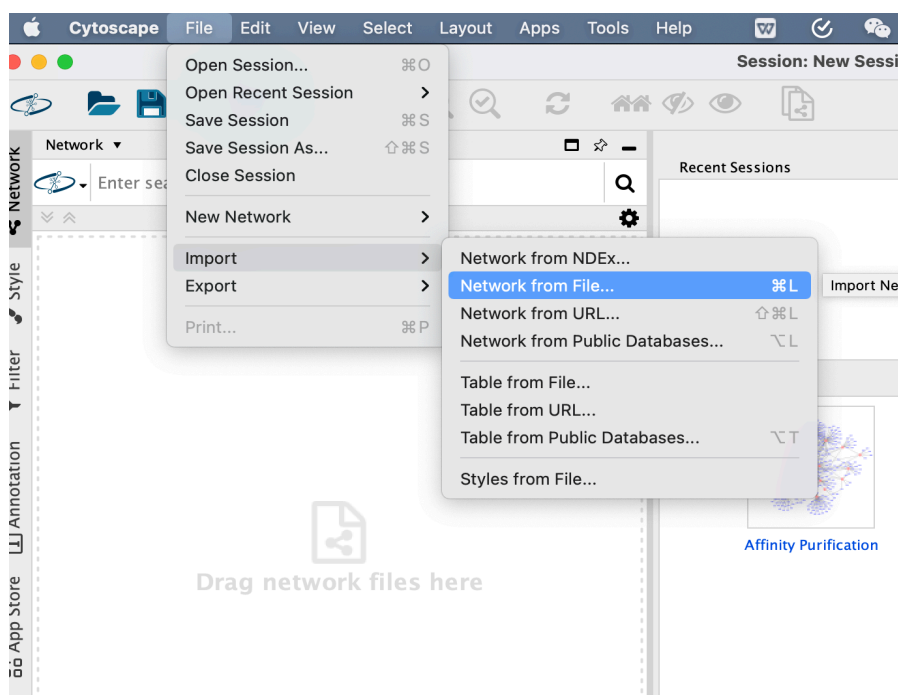 Cytoscape File Edit View Select Layout Apps Tools Help
Session: New Sessi
Open Session... ⌘O
Open Recent Session
Save Session ⌘S
Save Session As... ⇧⌘S
Close Session
New Network
Import
Export
Print... ⌘P
Network from NDEx...
Network from File... ⌘L
Network from URL... ⇧⌘L
Network from Public Databases... ⌥L
Table from File...
Table from URL...
Table from Public Databases... ⌥T
Styles from File...
Network ▼
Enter sea
Recent Sessions
Import Ne
Network
Style
Filter
Annotation
App Store
Drag network files here
Affinity Purification